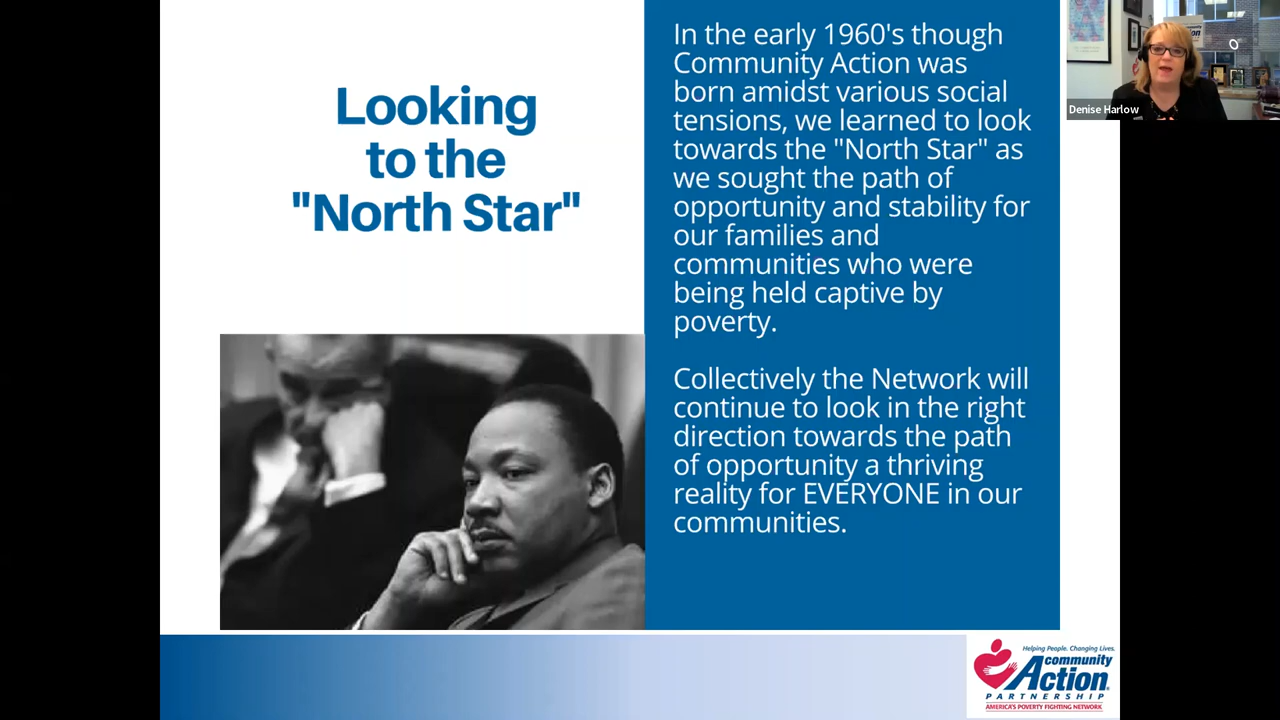 Looking
to the
"North Star"
In the early 1960's though
Community Action was
born amidst various social
tensions, we learned to look
towards the "North Star" as
we sought the path of
opportunity and stability for
our families and
communities who were
being held captive by
poverty.
Collectively the Network will
continue to look in the right
direction towards the path
of opportunity a thriving
reality for EVERYONE in our
communities.
Denise Harlow
Helping People. Changing Lives.
community
Action®
PARTNERSHIP
AMERICA'S POVERTY FIGHTING NETWORK